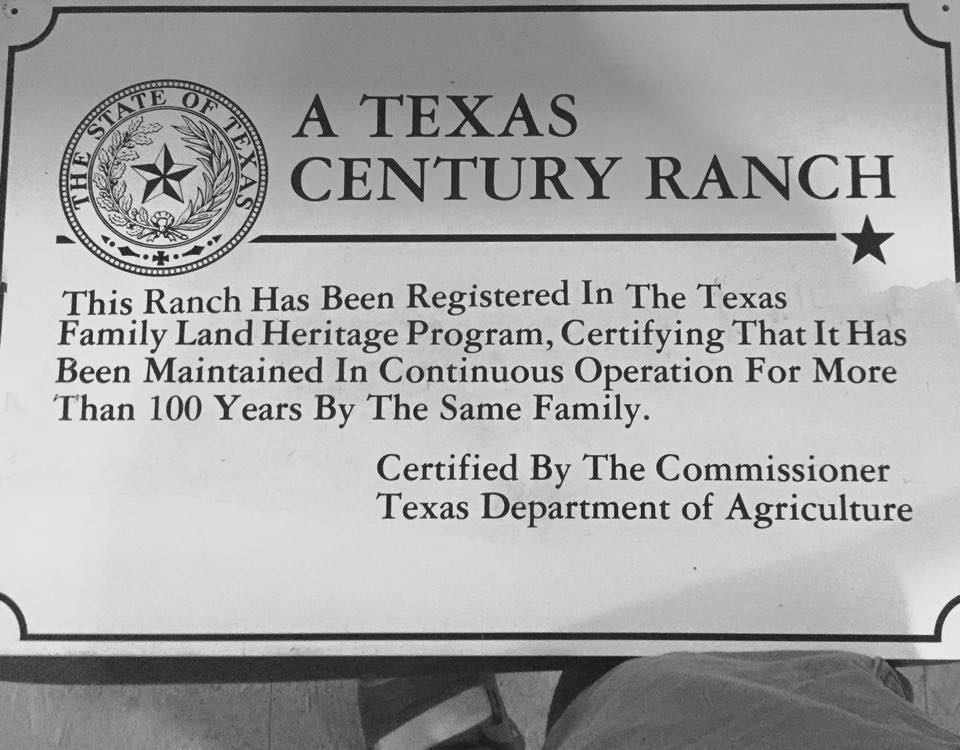 THE STATE OF TEXAS
A TEXAS
CENTURY RANCH
This Ranch Has Been Registered In The Texas
Family Land Heritage Program, Certifying That It Has
Been Maintained In Continuous Operation For More
Than 100 Years By The Same Family.
Certified By The Commissioner
Texas Department of Agriculture